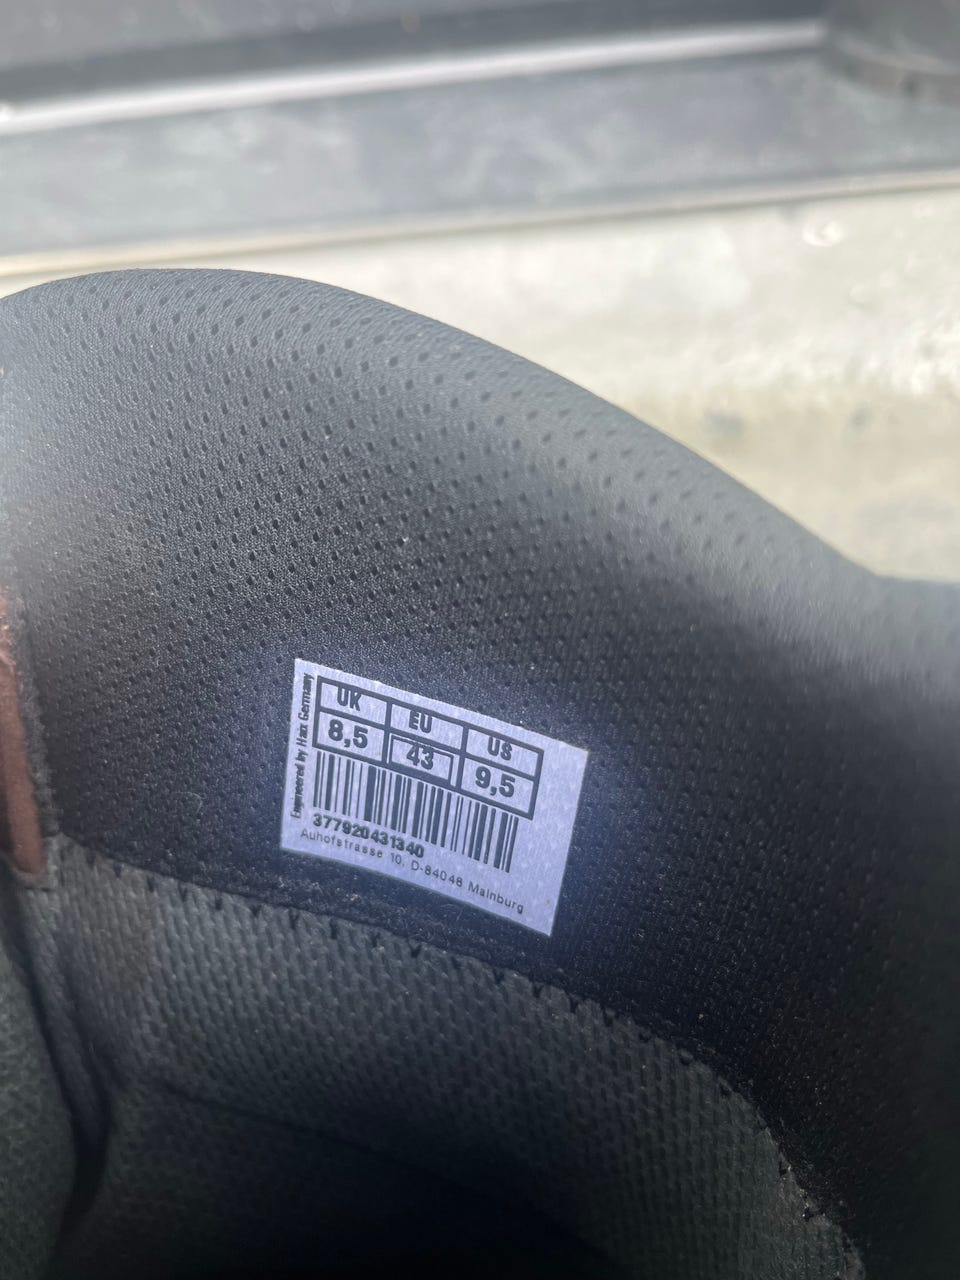 Engineered by Haix Germany
UK EU US
8,5 43 9,5
377920431340
Auhofstrasse 10, D-84048 Mainburg